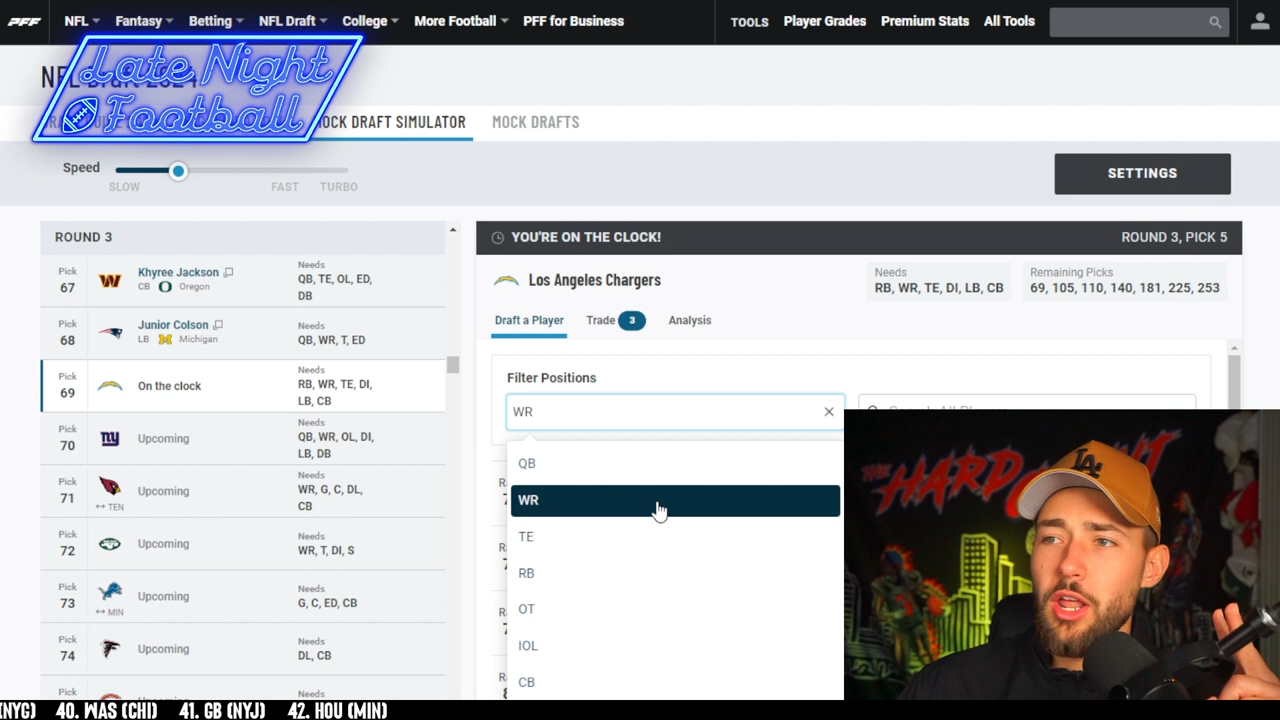 PFF
NFL
Fantasy
Betting
NFL Draft
College
More Football
PFF for Business
TOOLS
Player Grades
Premium Stats
All Tools
Late Night
Football
NFL Draft 2024
MOCK DRAFT SIMULATOR
MOCK DRAFTS
Speed
SLOW
FAST
TURBO
SETTINGS
ROUND 3
Pick
67
Khyree Jackson
CB Oregon
Needs
QB, TE, OL, ED,
DB
Pick
68
Junior Colson
LB Michigan
Needs
QB, WR, T, ED
Pick
69
On the clock
Needs
RB, WR, TE, DI,
LB, CB
Pick
70
Upcoming
Needs
QB, WR, OL, DI,
LB, DB
Pick
71
TEN
Upcoming
Needs
WR, G, C, DL,
CB
Pick
72
Upcoming
Needs
WR, T, DI, S
Pick
73
MIN
Upcoming
Needs
G, C, ED, CB
Pick
74
Upcoming
Needs
DL, CB
Pick
Needs
YOU'RE ON THE CLOCK!
ROUND 3, PICK 5
Los Angeles Chargers
Needs
RB, WR, TE, DI, LB, CB
Remaining Picks
69, 105, 110, 140, 181, 225, 253
Draft a Player
Trade 3
Analysis
Filter Positions
WR
QB
WR
TE
RB
OT
IOL
CB
THE HARD COUNT
LA
(NYG) 40. WAS (CHI) 41. GB (NYJ) 42. HOU (MIN)